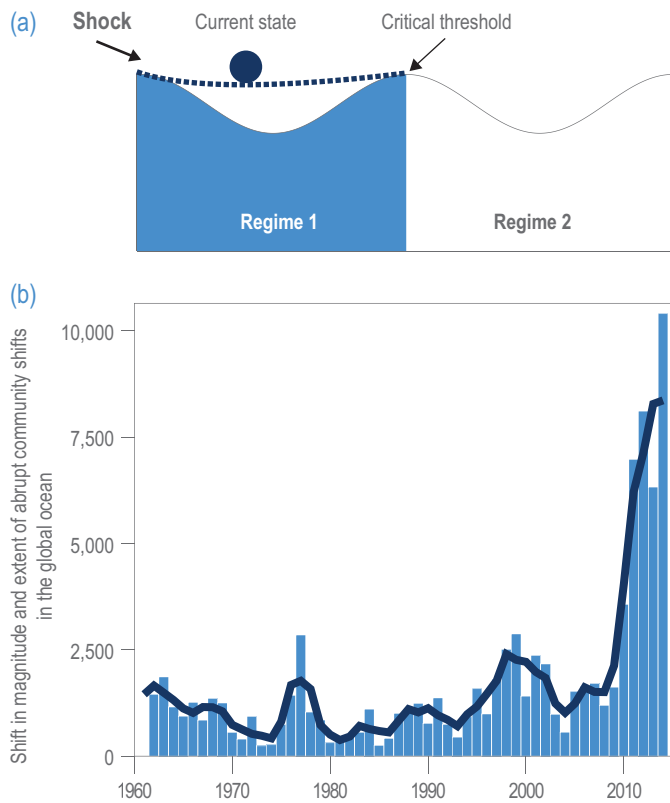 (a)
Shock
Current state
Critical threshold
Regime 1
Regime 2
(b)
Shift in magnitude and extent of abrupt community shifts
in the global ocean
10,000
7,500
5,000
2,500
0
1960
1970
1980
1990
2000
2010